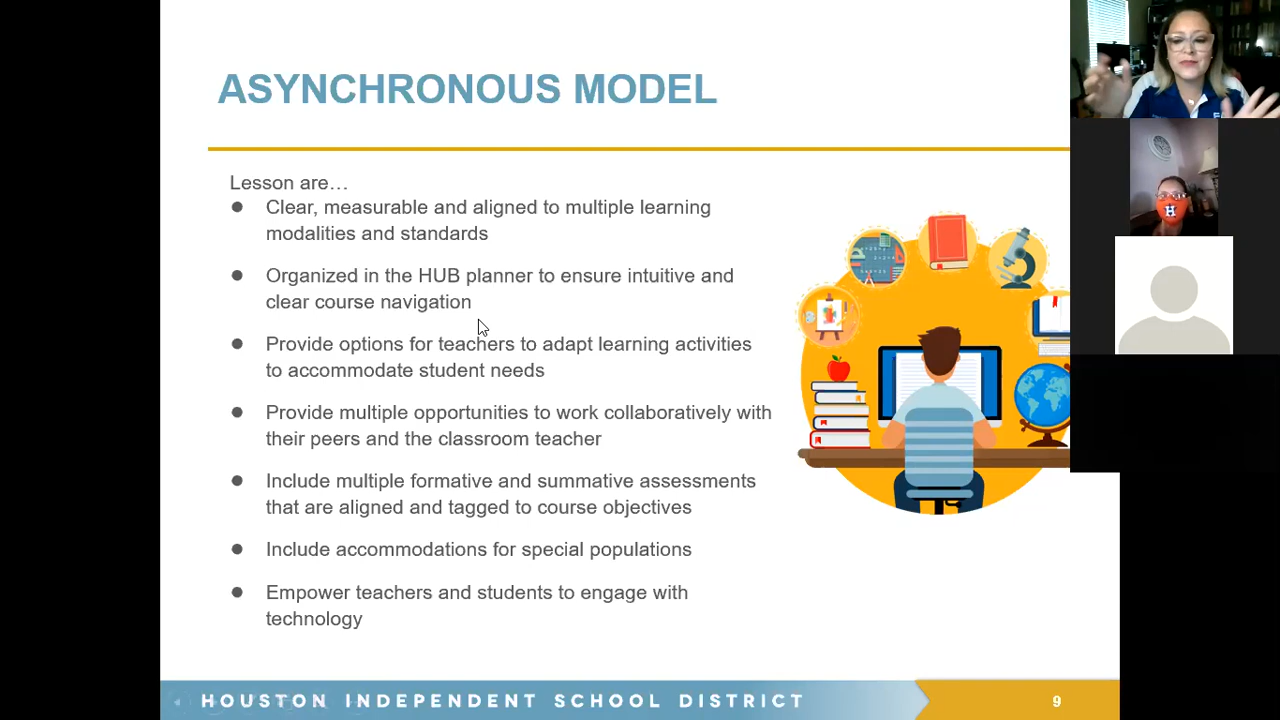 ASYNCHRONOUS MODEL
Lesson are…
● Clear, measurable and aligned to multiple learning
modalities and standards
● Organized in the HUB planner to ensure intuitive and
clear course navigation
● Provide options for teachers to adapt learning activities
to accommodate student needs
● Provide multiple opportunities to work collaboratively with
their peers and the classroom teacher
● Include multiple formative and summative assessments
that are aligned and tagged to course objectives
● Include accommodations for special populations
● Empower teachers and students to engage with
technology
HOUSTON INDEPENDENT SCHOOL DISTRICT
9
H